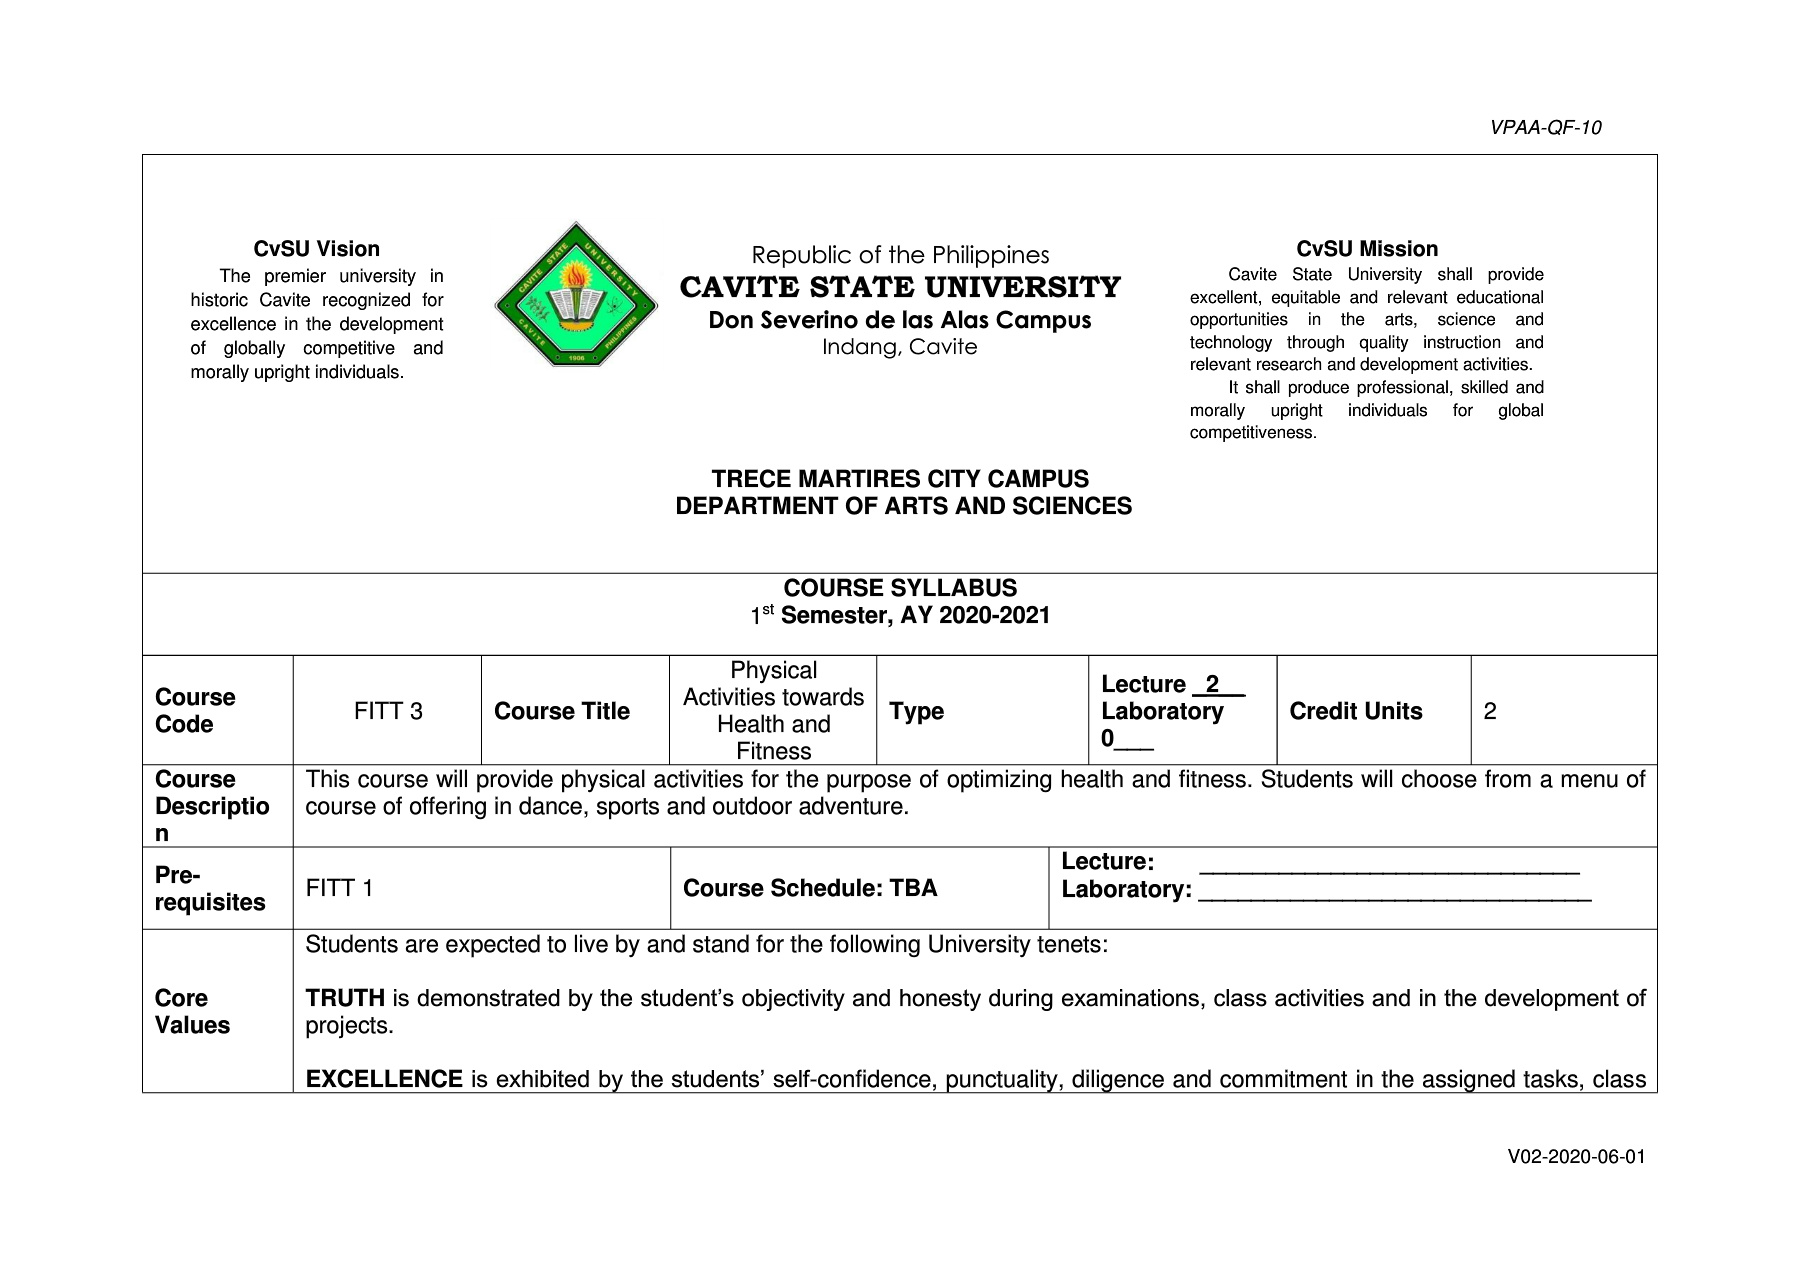 VPAA-QF-10
CvSU Vision
The premier university in
historic Cavite recognized for
excellence in the development
of globally competitive and
morally upright individuals.
CAVITE STATE UNIVERSITY
CAVITE
PHILIPPINES
1906
Republic of the Philippines
CAVITE STATE UNIVERSITY
Don Severino de las Alas Campus
Indang, Cavite
CvSU Mission
Cavite State University shall provide
excellent, equitable and relevant educational
opportunities in the arts, science and
technology through quality instruction and
relevant research and development activities.
It shall produce professional, skilled and
morally upright individuals for global
competitiveness.
TRECE MARTIRES CITY CAMPUS
DEPARTMENT OF ARTS AND SCIENCES
COURSE SYLLABUS
1st Semester, AY 2020-2021
Course
Code
FITT 3
Course Title
Physical
Activities towards
Health and
Fitness
Type
Lecture __2__
Laboratory
0___
Credit Units
2
Course
Descriptio
n
This course will provide physical activities for the purpose of optimizing health and fitness. Students will choose from a menu of
course of offering in dance, sports and outdoor adventure.
Pre-
requisites
FITT 1
Course Schedule: TBA
Lecture: ____________________________
Laboratory: _____________________________
Core
Values
Students are expected to live by and stand for the following University tenets:
TRUTH is demonstrated by the student’s objectivity and honesty during examinations, class activities and in the development of
projects.
EXCELLENCE is exhibited by the students’ self-confidence, punctuality, diligence and commitment in the assigned tasks, class
V02-2020-06-01